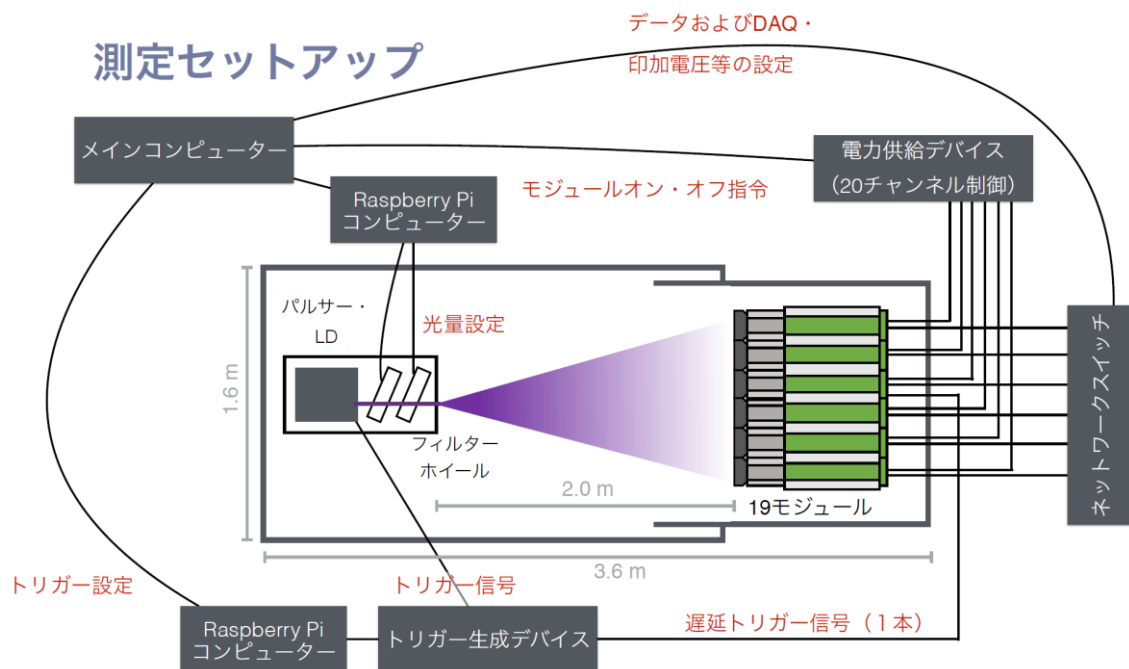 測定セットアップ
データおよびDAQ・
印加電圧等の設定
メインコンピューター
電力供給デバイス
（20チャンネル制御）
モジュールオン・オフ指令
Raspberry Pi
コンピューター
パルサー・
LD
光量設定
1.6 m
フィルター
ホイール
2.0 m
19モジュール
ネットワークスイッチ
3.6 m
トリガー設定
トリガー信号
遅延トリガー信号（１本）
Raspberry Pi
コンピューター
トリガー生成デバイス